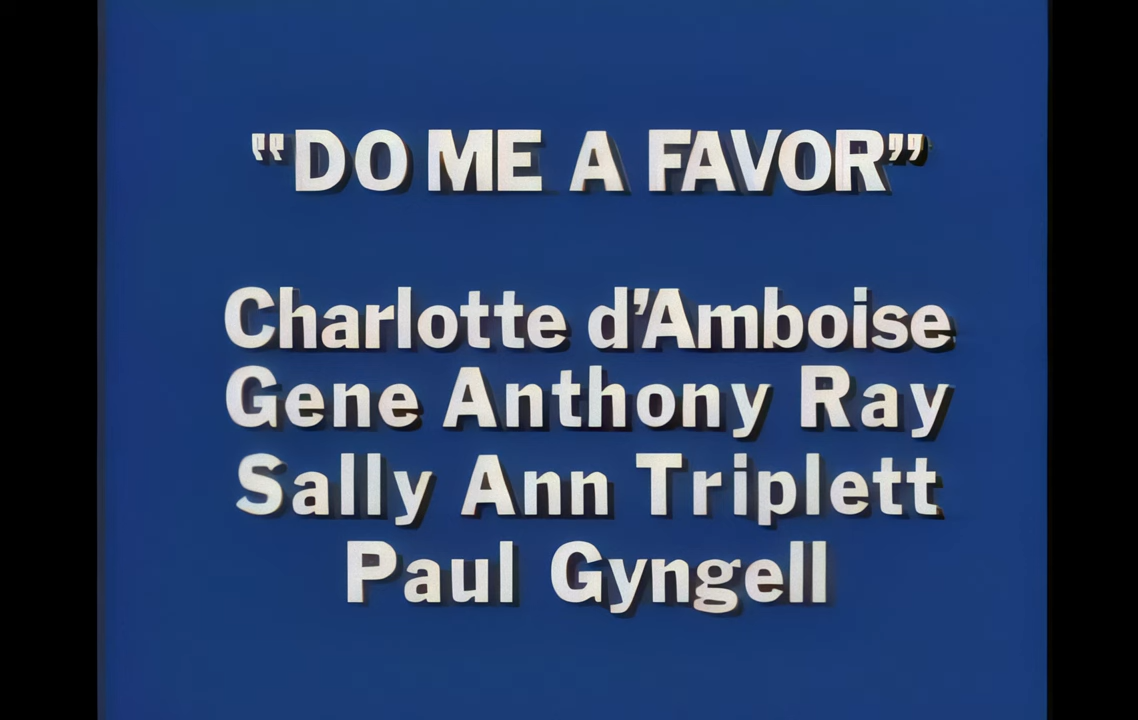 "DO ME A FAVOR”
Charlotte d’Amboise
Gene Anthony Ray
Sally Ann Triplett
Paul Gyngell